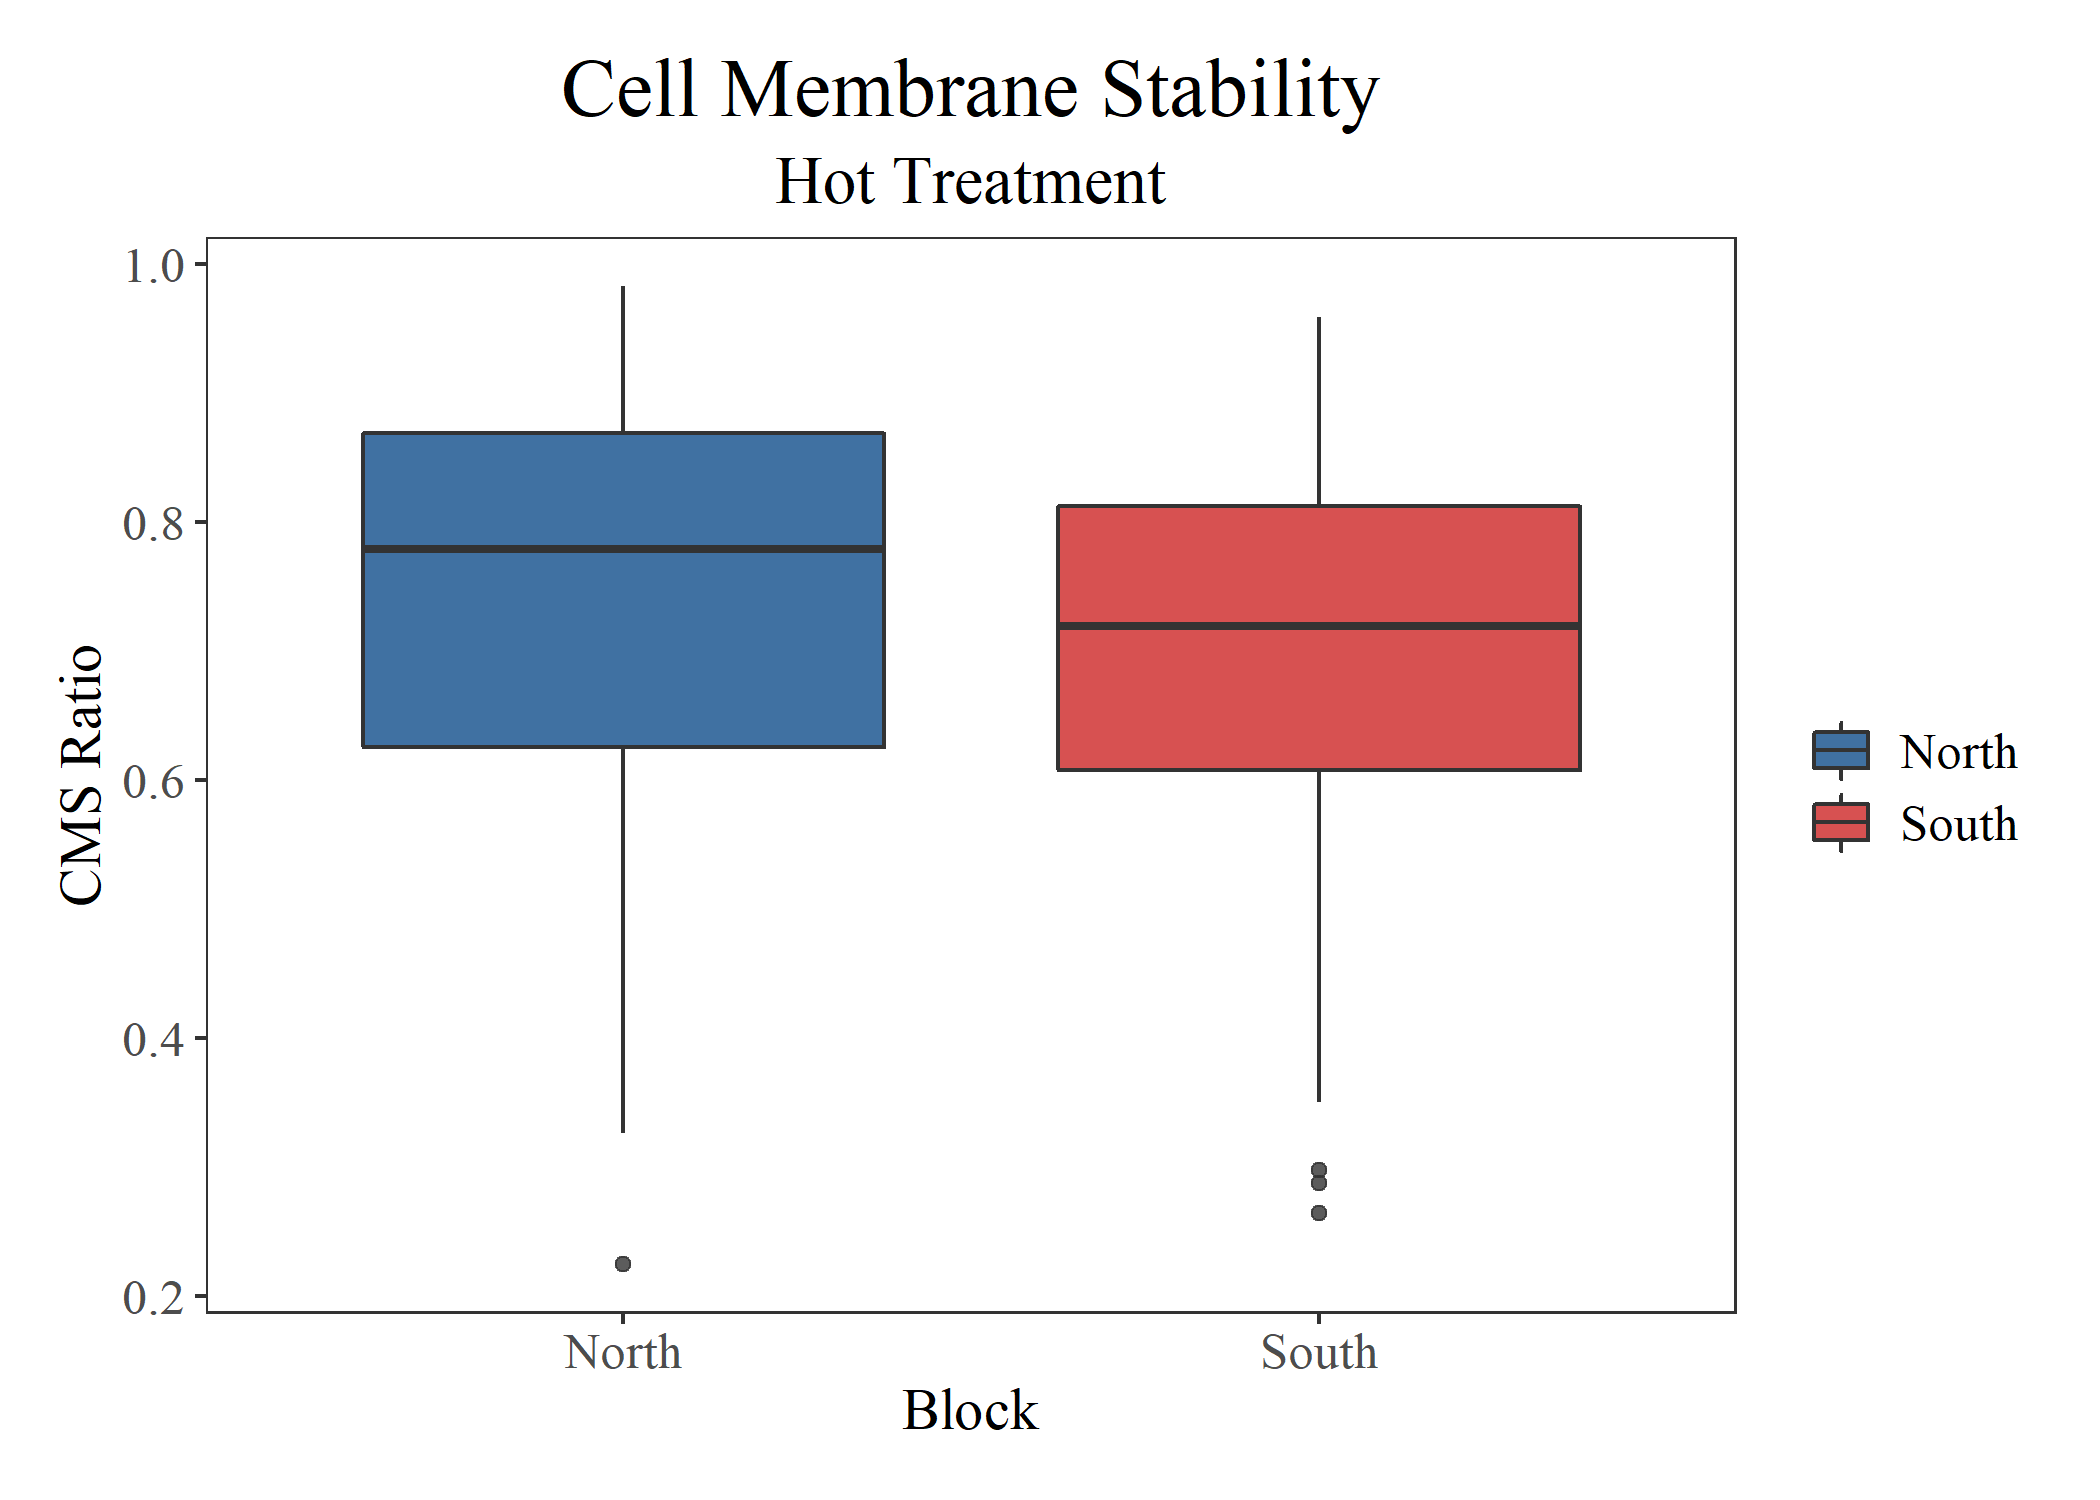 Cell Membrane Stability
Hot Treatment
CMS Ratio
1.0
0.8
0.6
0.4
0.2
North
South
Block
North
South